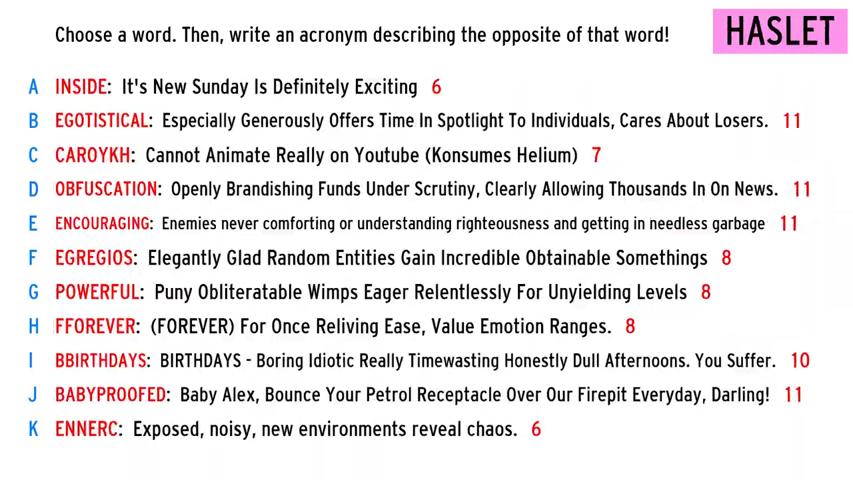 Choose a word. Then, write an acronym describing the opposite of that word!
HASLET
A INSIDE: It's New Sunday Is Definitely Exciting 6
B EGOTISTICAL: Especially Generously Offers Time In Spotlight To Individuals, Cares About Losers. 11
C CAROYKH: Cannot Animate Really on Youtube (Konsumes Helium) 7
D OBFUSCATION: Openly Brandishing Funds Under Scrutiny, Clearly Allowing Thousands In On News. 11
E ENCOURAGING: Enemies never comforting or understanding righteousness and getting in needless garbage 11
F EGREGIOS: Elegantly Glad Random Entities Gain Incredible Obtainable Somethings 8
G POWERFUL: Puny Obliteratable Wimps Eager Relentlessly For Unyielding Levels 8
H FFOREVER: (FOREVER) For Once Reliving Ease, Value Emotion Ranges. 8
I BBIRTHDAYS: BIRTHDAYS - Boring Idiotic Really Timewasting Honestly Dull Afternoons. You Suffer. 10
J BABYPROOFED: Baby Alex, Bounce Your Petrol Receptacle Over Our Firepit Everyday, Darling! 11
K ENNERC: Exposed, noisy, new environments reveal chaos. 6